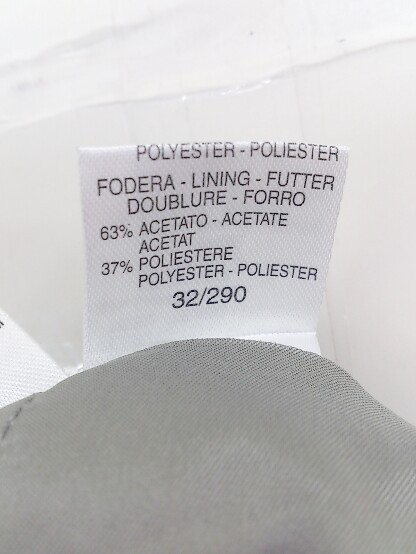 POLYESTER - POLIESTER
FODERA - LINING - FUTTER
DOUBLURE - FORRO
63% ACETATO - ACETATE
ACETAT
37% POLIESTERE
POLYESTER - POLIESTER
32/290